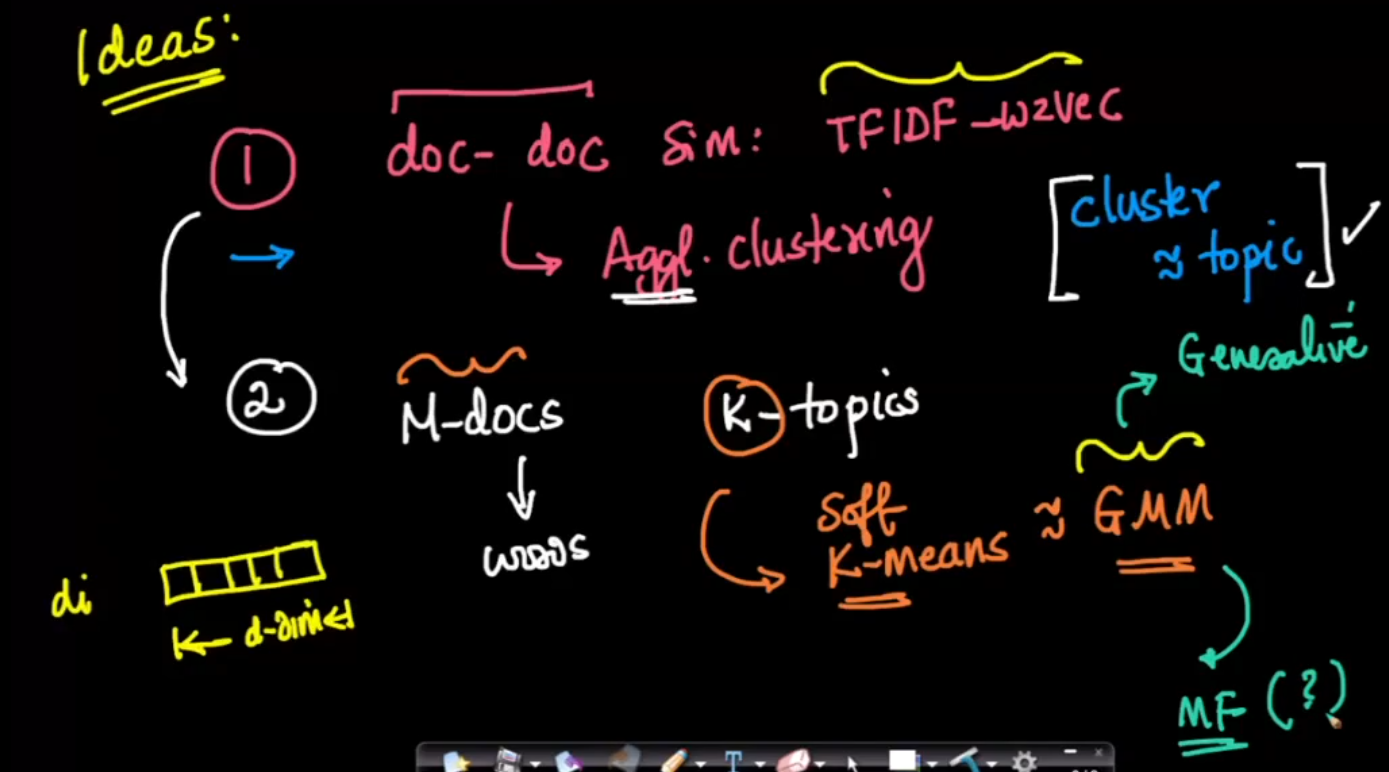 Ideas:
1 doc- doc Sim: TFIDF-W2Vec
Aggl. clustering
[cluster
≈ topic] ✓
Generative
2 M-docs K-topics
words
Soft
K-means ≈ GMM
di
d-dim
MF (?)
T